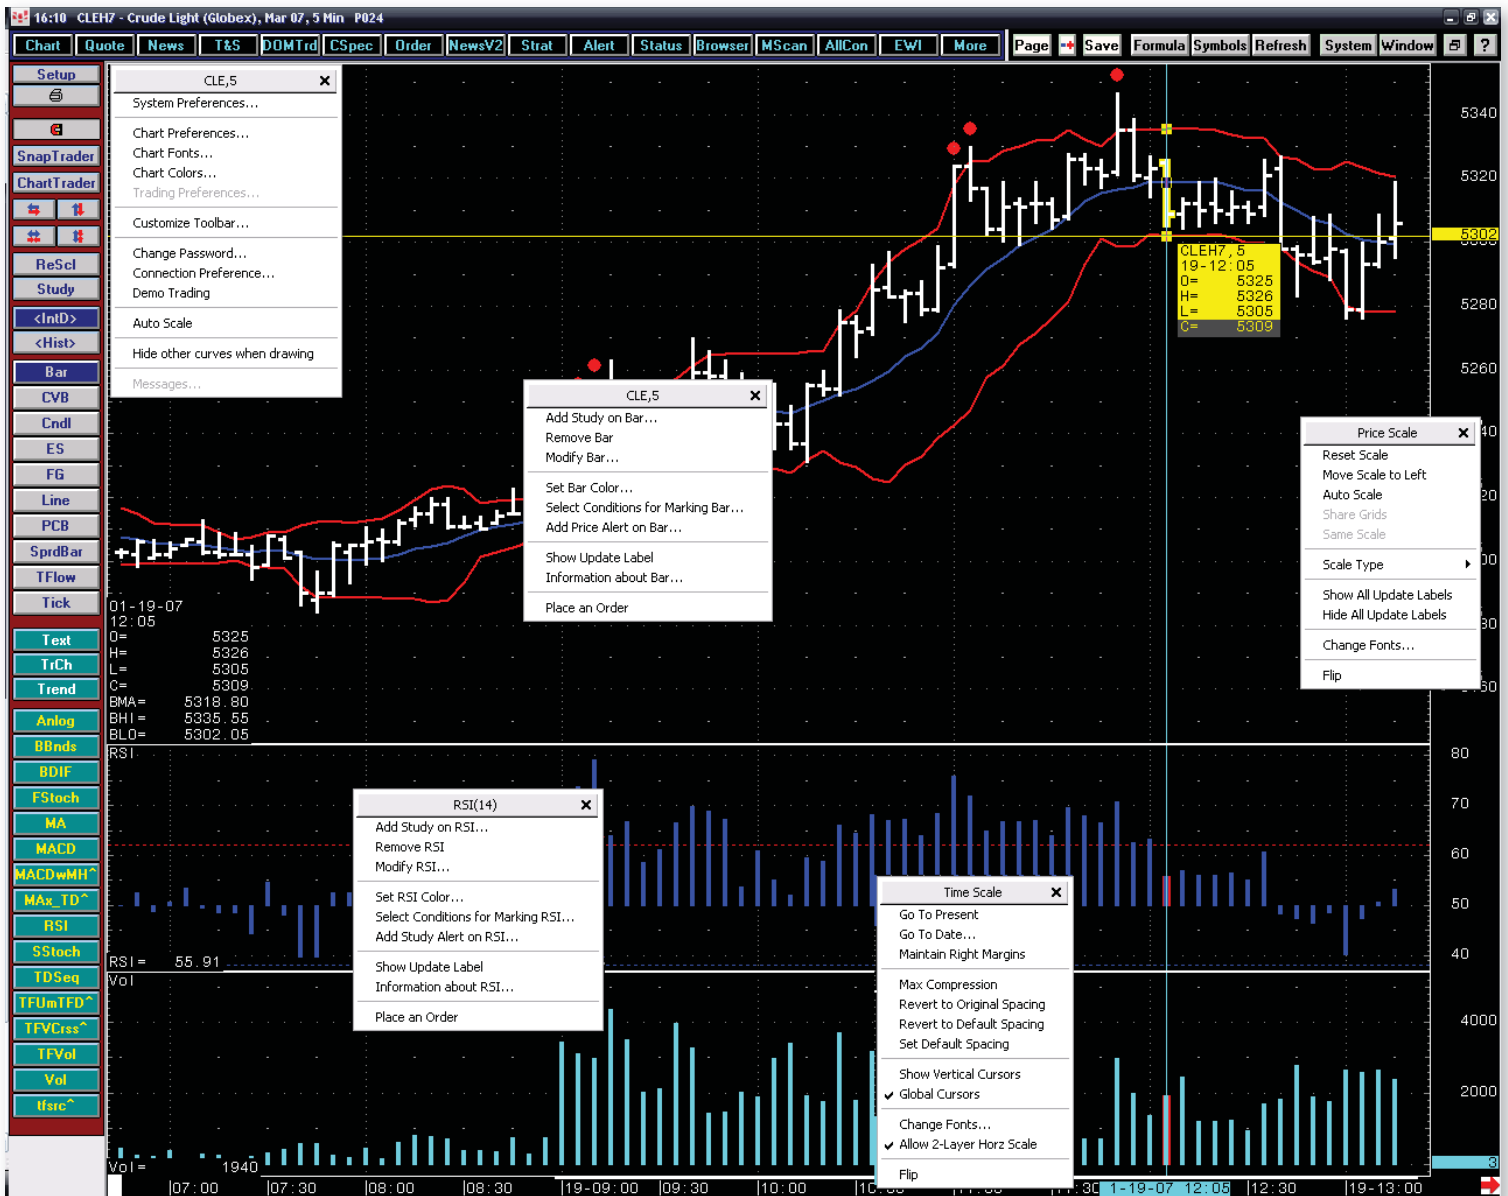 16:10 CLEH7 - Crude Light (Globex), Mar 07, 5 Min P024
Chart Quote News T&S DOMTrd CSpec Order NewsV2 Strat Alert Status Browser MScan AllCon EWI More Page Save Formula Symbols Refresh System Window ?
Setup
SnapTrader
ChartTrader
ReScl
Study
<IntD>
<Hist>
Bar
CVB
Cndl
ES
FG
Line
PCB
SprdBar
TFlow
Tick
Text
TrCh
Trend
Anlog
BBnds
BDIF
FStoch
MA
MACD
MACDwMH^
MAx_TD^
RSI
SStoch
TDSeq
TFUmTFD^
TFVCrss^
TFVol
Vol
tfsrc^
CLE,5
System Preferences...
Chart Preferences...
Chart Fonts...
Chart Colors...
Trading Preferences...
Customize Toolbar...
Change Password...
Connection Preference...
Demo Trading
Auto Scale
Hide other curves when drawing
Messages...
CLE,5
Add Study on Bar...
Remove Bar
Modify Bar...
Set Bar Color...
Select Conditions for Marking Bar...
Add Price Alert on Bar...
Show Update Label
Information about Bar...
Place an Order
CLEH7,5
19-12:05
O= 5325
H= 5326
L= 5305
C= 5309
5340
5320
5302
5300
5280
5260
40
20
00
80
60
Price Scale
Reset Scale
Move Scale to Left
Auto Scale
Share Grids
Same Scale
Scale Type
Show All Update Labels
Hide All Update Labels
Change Fonts...
Flip
01-19-07
12:05
O= 5325
H= 5326
L= 5305
C= 5309
BMA= 5318.80
BHI= 5335.55
BLO= 5302.05
RSI
80
70
60
50
40
RSI= 55.91
RSI(14)
Add Study on RSI...
Remove RSI
Modify RSI...
Set RSI Color...
Select Conditions for Marking RSI...
Add Study Alert on RSI...
Show Update Label
Information about RSI...
Place an Order
Time Scale
Go To Present
Go To Date...
Maintain Right Margins
Max Compression
Revert to Original Spacing
Revert to Default Spacing
Set Default Spacing
Show Vertical Cursors
Global Cursors
Change Fonts...
Allow 2-Layer Horz Scale
Flip
Vol
4000
2000
3
Vol= 1940
07:00 07:30 08:00 08:30 19-09:00 09:30 10:00 1-19-07 12:05 12:30 19-13:00